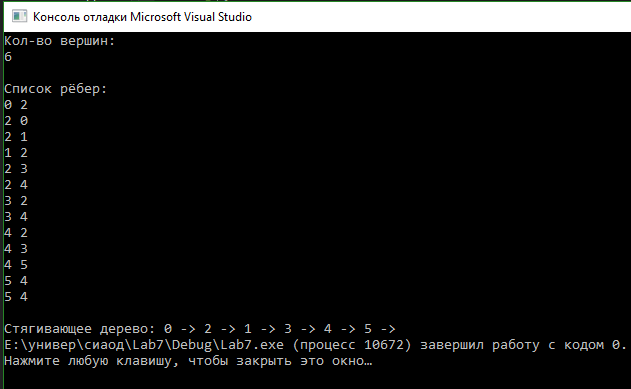 Консоль отладки Microsoft Visual Studio
Кол-во вершин:
6
Список рёбер:
0 2
2 0
2 1
1 2
2 3
2 4
3 2
3 4
4 2
4 3
4 5
5 4
5 4
Стягивающее дерево: 0 -> 2 -> 1 -> 3 -> 4 -> 5 ->
E:\универ\сиаод\Lab7\Debug\Lab7.exe (процесс 10672) завершил работу с кодом 0.
Нажмите любую клавишу, чтобы закрыть это окно…